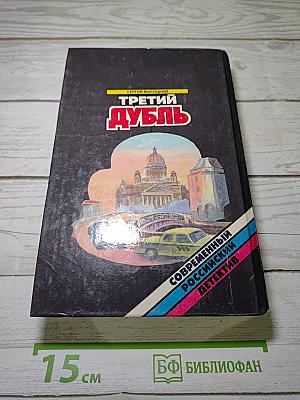 СЕРГЕЙ ВЫСОЦКИЙ
ТРЕТИЙ
ДУБЛЬ
СОВРЕМЕННЫЙ
РОССИЙСКИЙ
ДЕТЕКТИВ
15 см
БФ БИБЛИОФАН